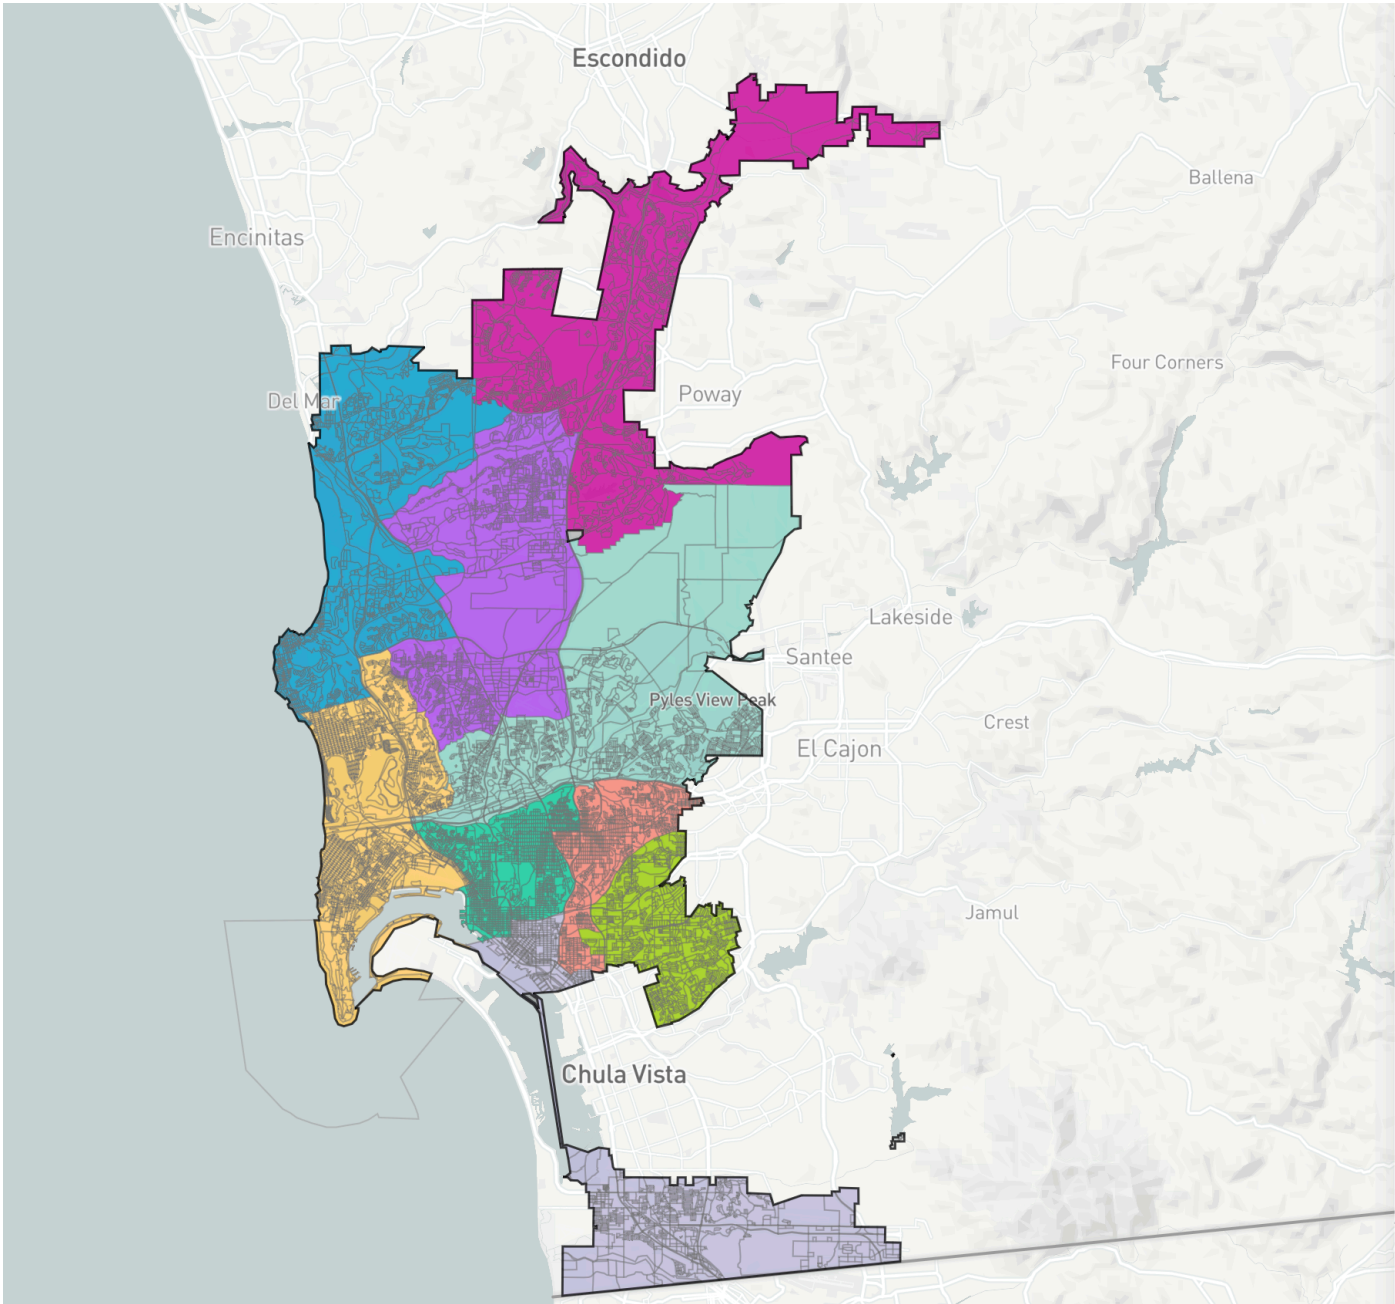 Escondido
Ballena
Encinitas
Four Corners
Del Mar
Poway
Lakeside
Santee
Pyles View Peak
Crest
El Cajon
Jamul
Chula Vista